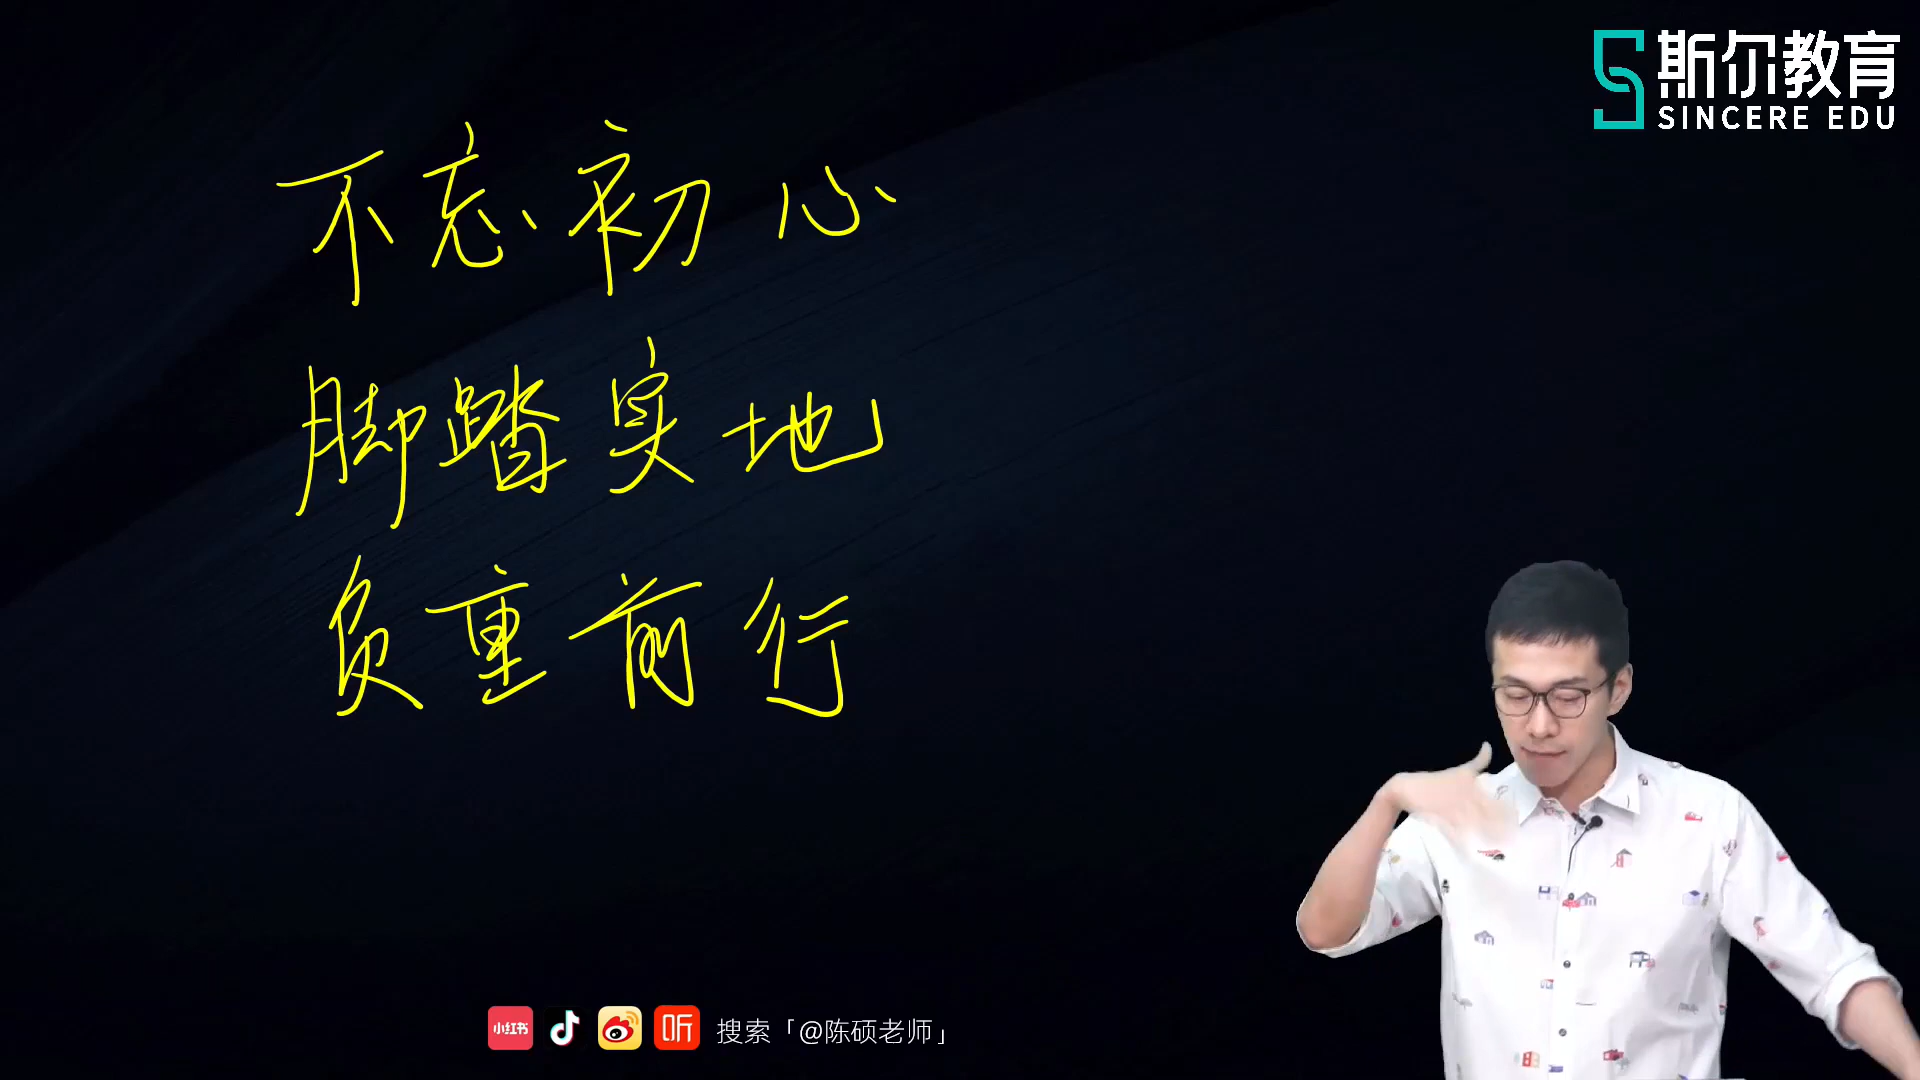 斯尔教育
SINCERE EDU
不忘初心
脚踏实地
负重前行
小红书 听 搜索「@陈硕老师」